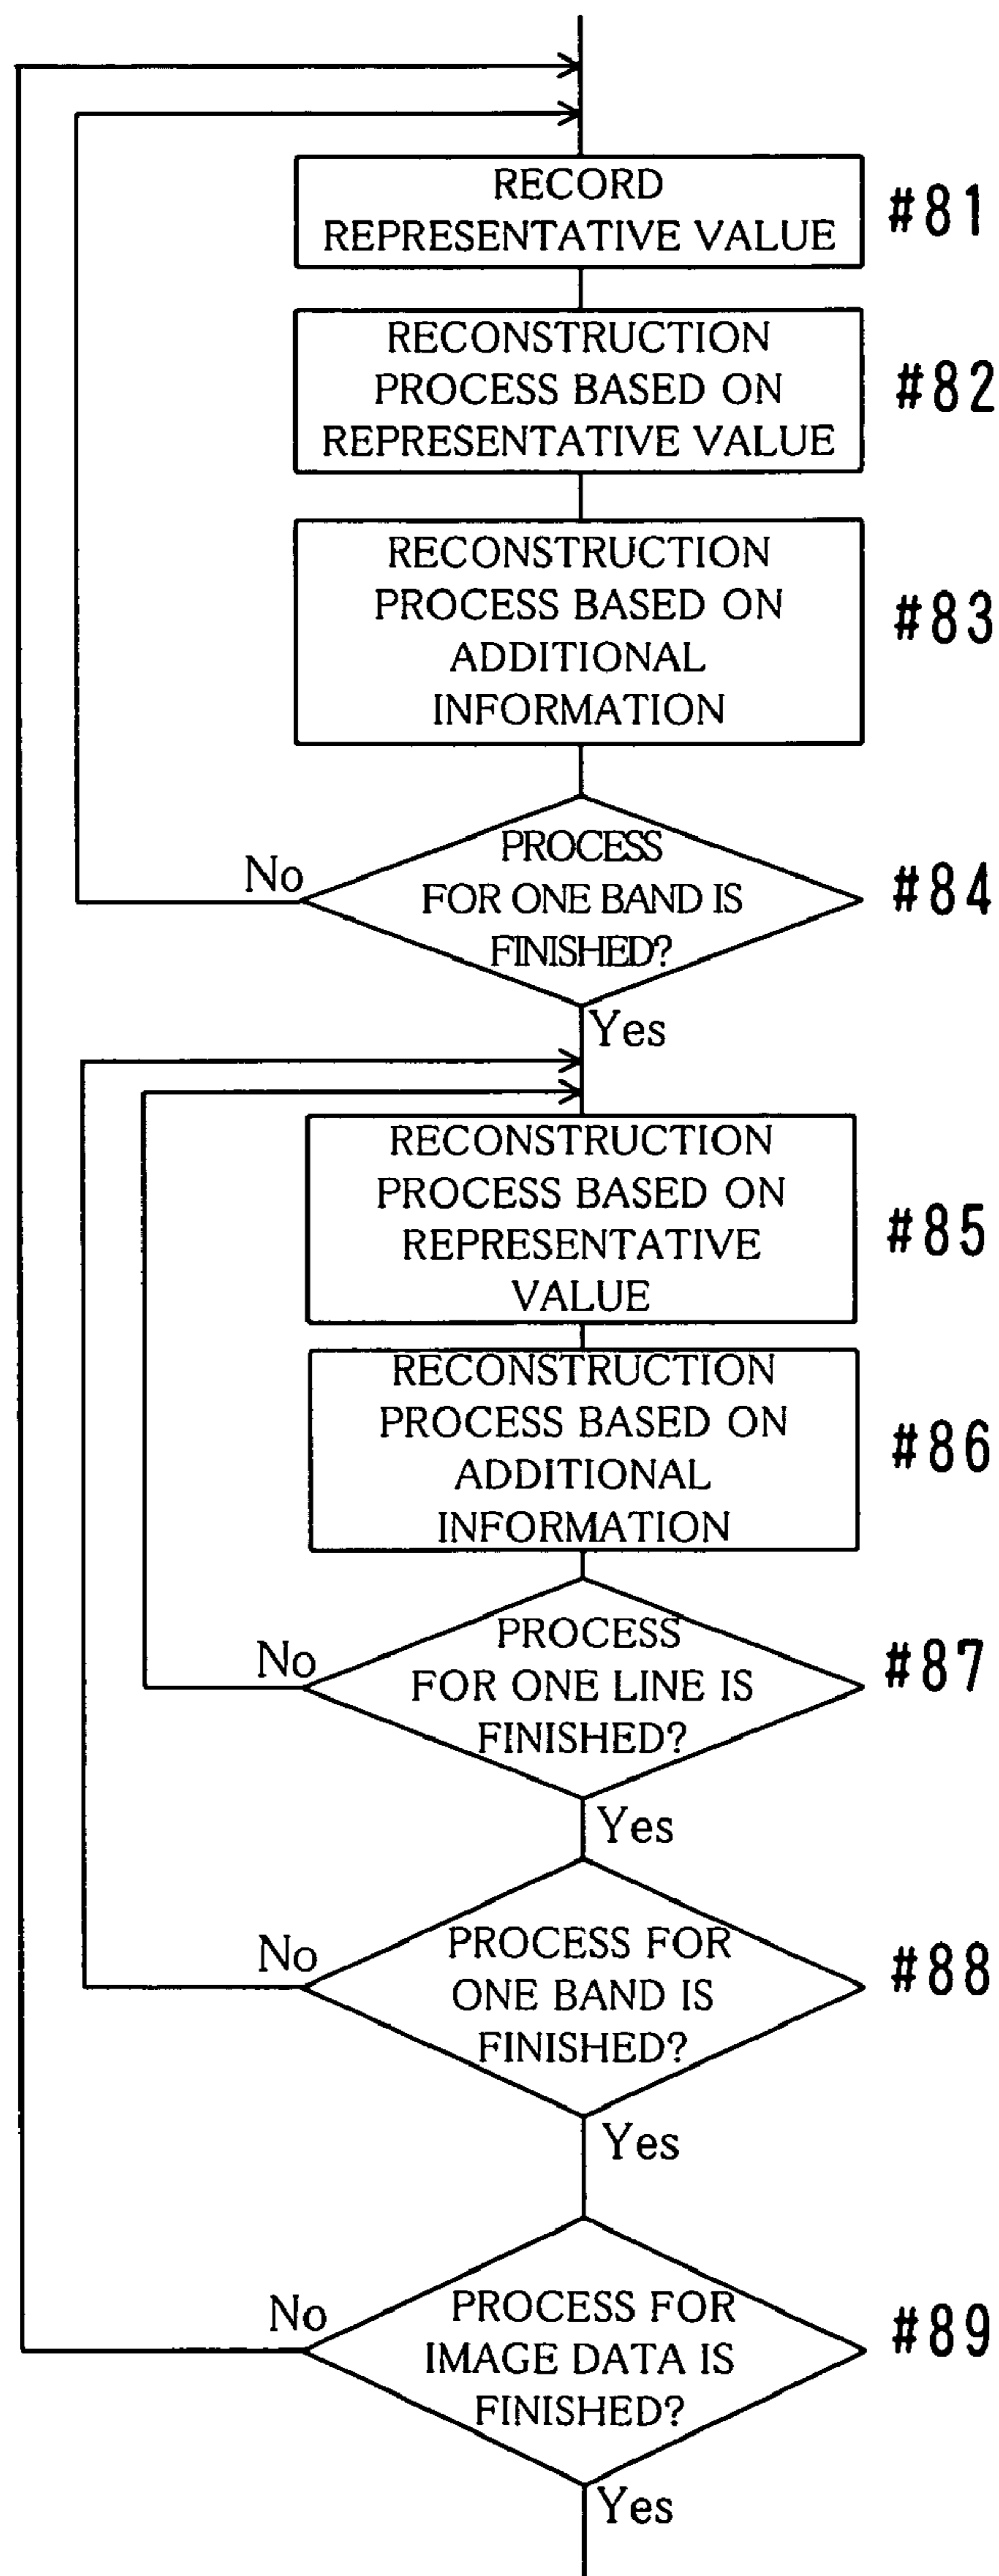 RECORD
REPRESENTATIVE VALUE
#81
RECONSTRUCTION
PROCESS BASED ON
REPRESENTATIVE VALUE
#82
RECONSTRUCTION
PROCESS BASED ON
ADDITIONAL
INFORMATION
#83
PROCESS
FOR ONE BAND IS
FINISHED?
#84
No
Yes
RECONSTRUCTION
PROCESS BASED ON
REPRESENTATIVE
VALUE
#85
RECONSTRUCTION
PROCESS BASED ON
ADDITIONAL
INFORMATION
#86
PROCESS
FOR ONE LINE IS
FINISHED?
#87
No
Yes
PROCESS FOR
ONE BAND IS
FINISHED?
#88
No
Yes
PROCESS FOR
IMAGE DATA IS
FINISHED?
#89
No
Yes